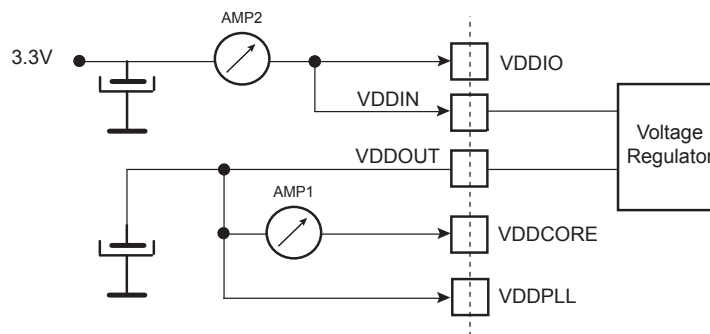 AMP2
3.3V
VDDIO
VDDIN
Voltage
Regulator
VDDOUT
AMP1
VDDCORE
VDDPLL